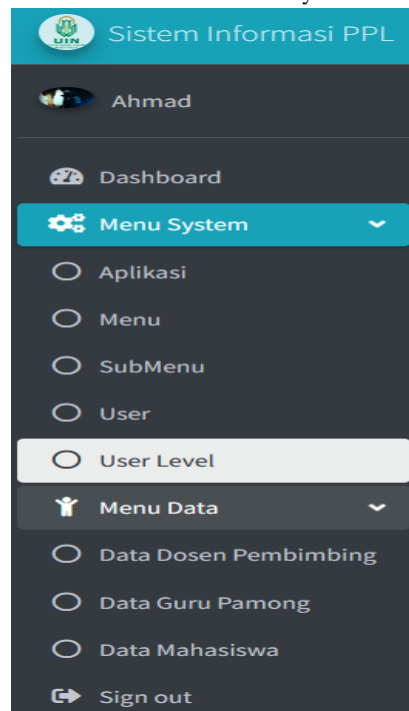 UIN
Sistem Informasi PPL
Ahmad
Dashboard
Menu System
Aplikasi
Menu
SubMenu
User
User Level
Menu Data
Data Dosen Pembimbing
Data Guru Pamong
Data Mahasiswa
Sign out